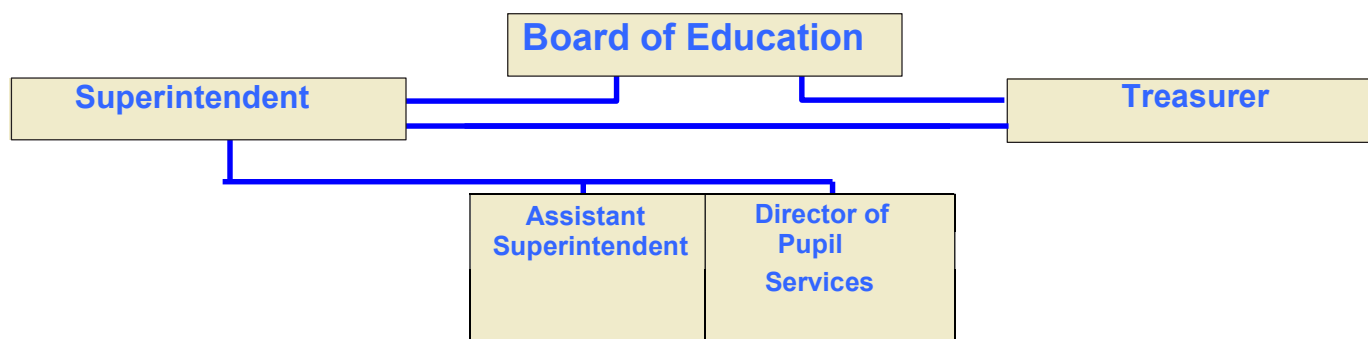 Board of Education
Superintendent
Treasurer
Assistant
Superintendent
Director of
Pupil
Services